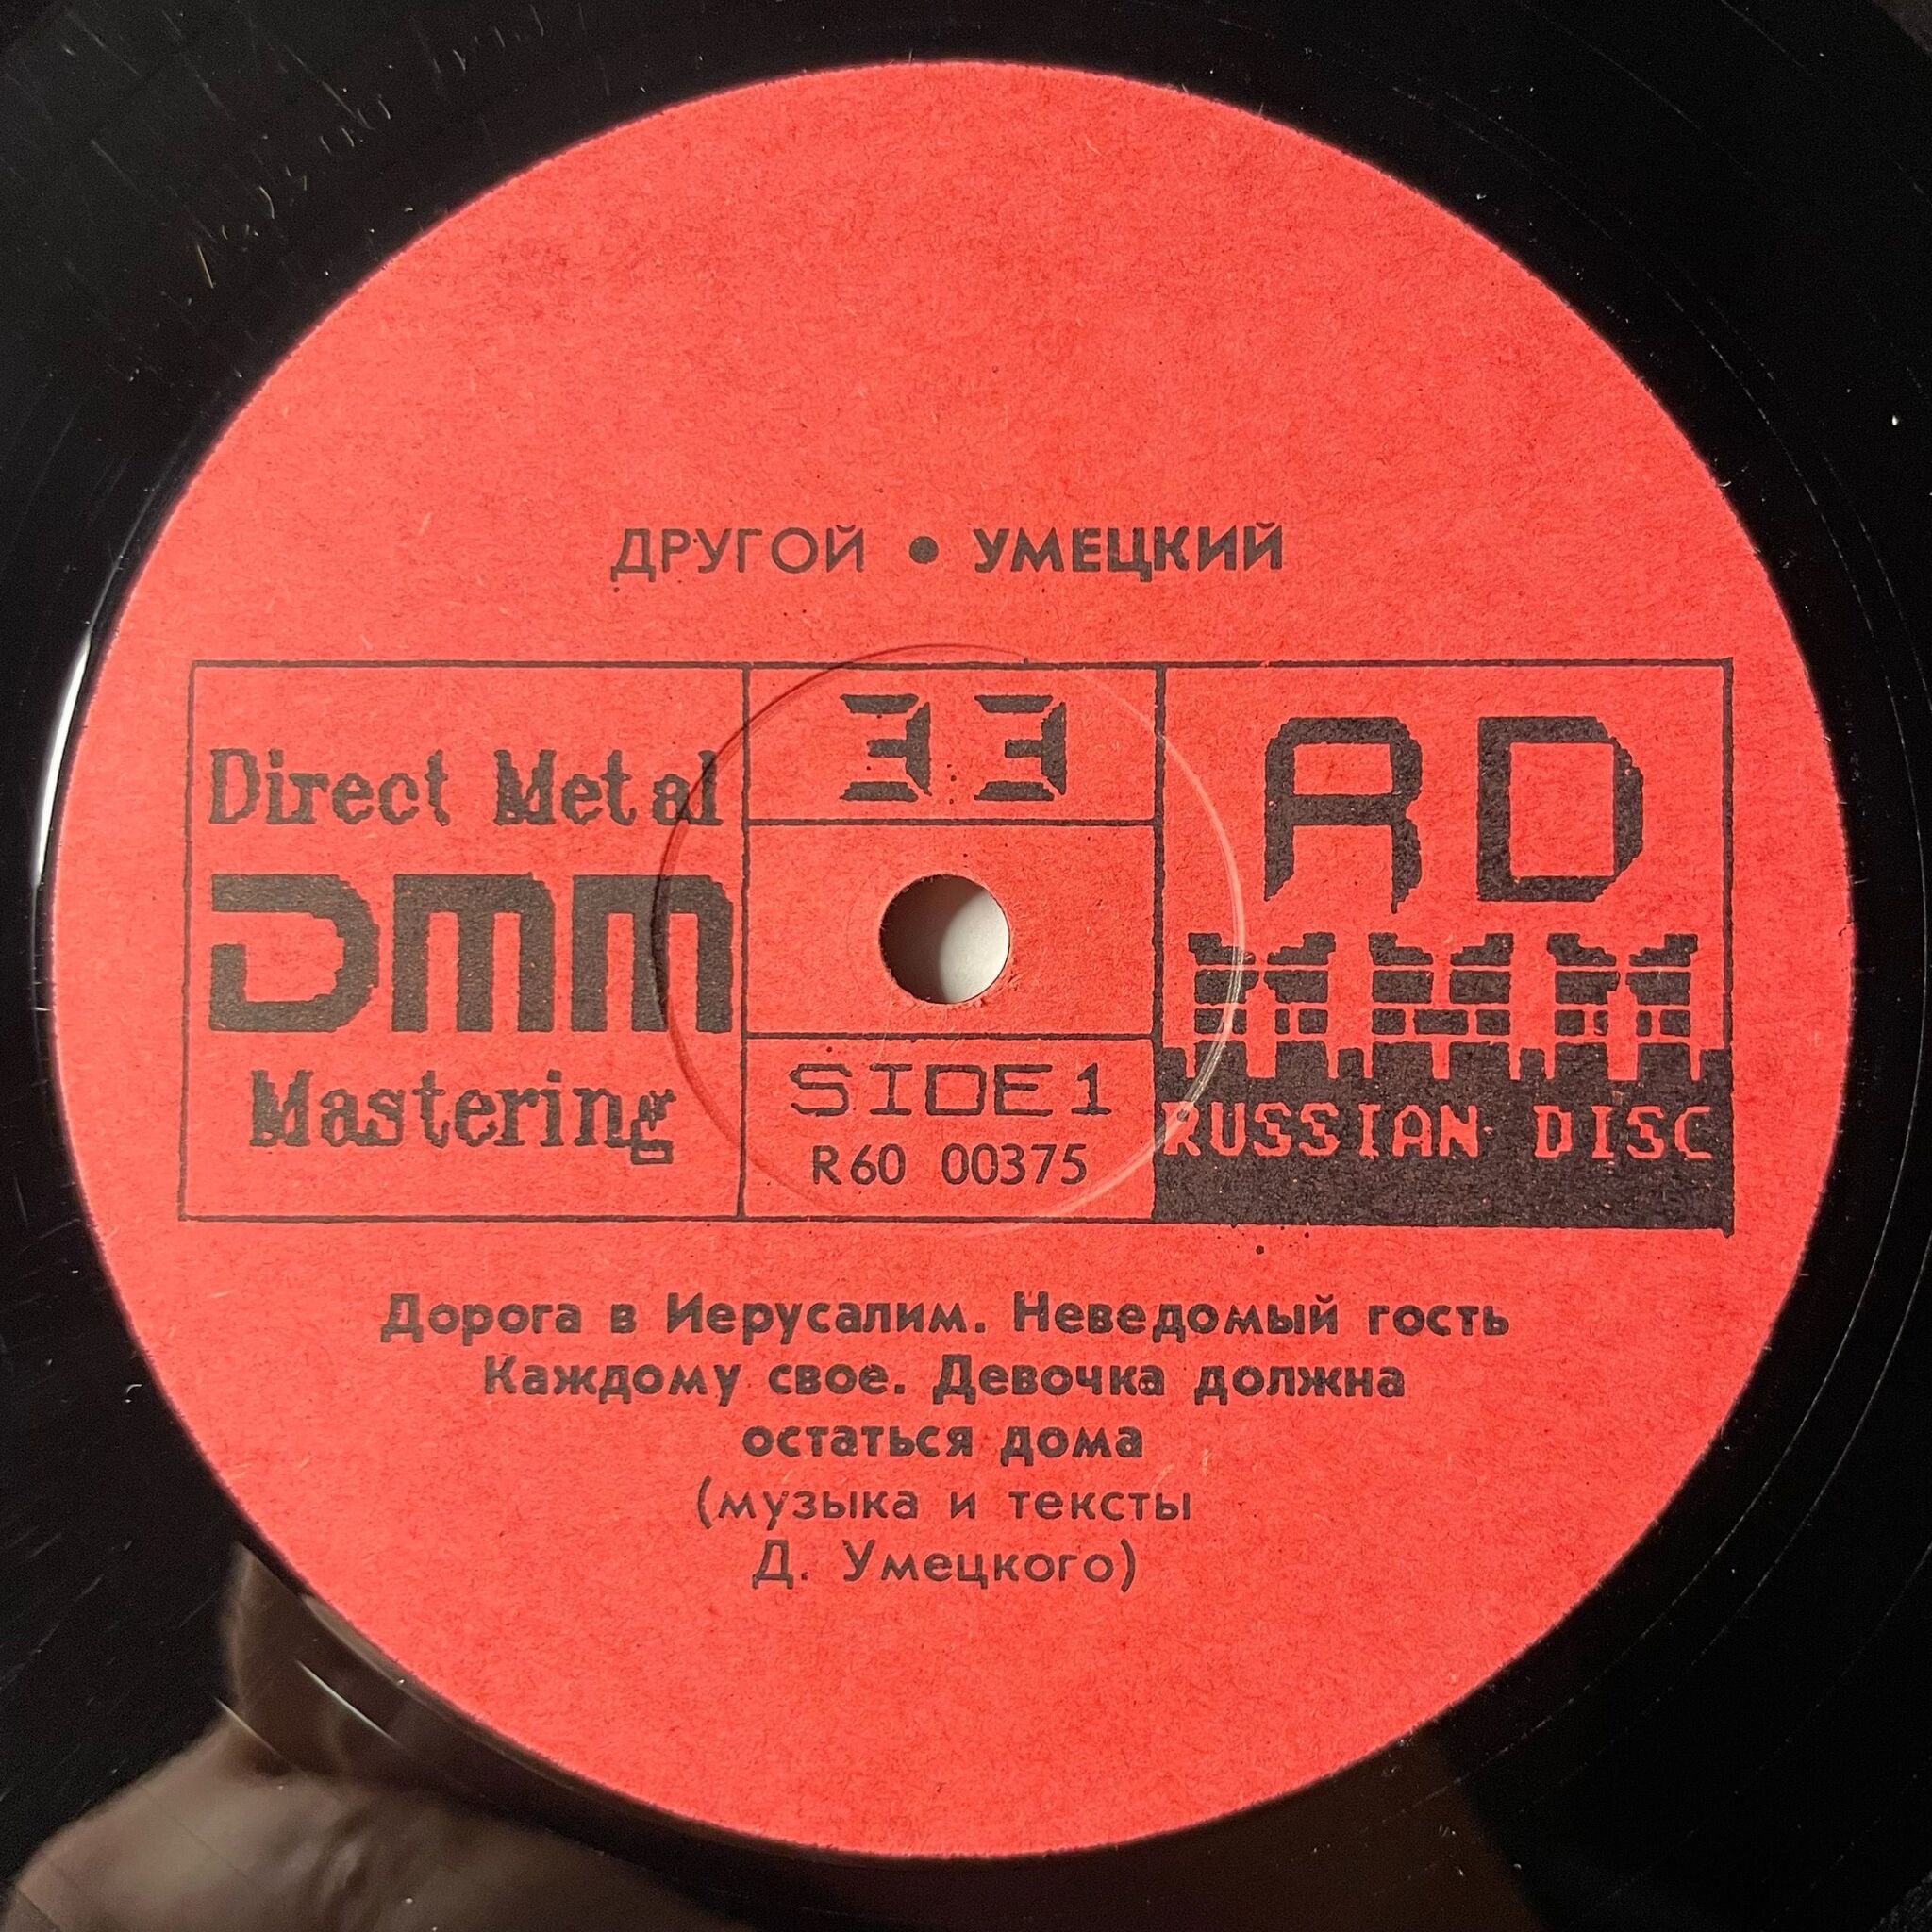 ДРУГОЙ • УМЕЦКИЙ
Direct Metal
DMM
Mastering
33
SIDE 1
R60 00375
RD
RUSSIAN DISC
Дорога в Иерусалим. Неведомый гость
Каждому свое. Девочка должна
остаться дома
(музыка и тексты
Д. Умецкого)